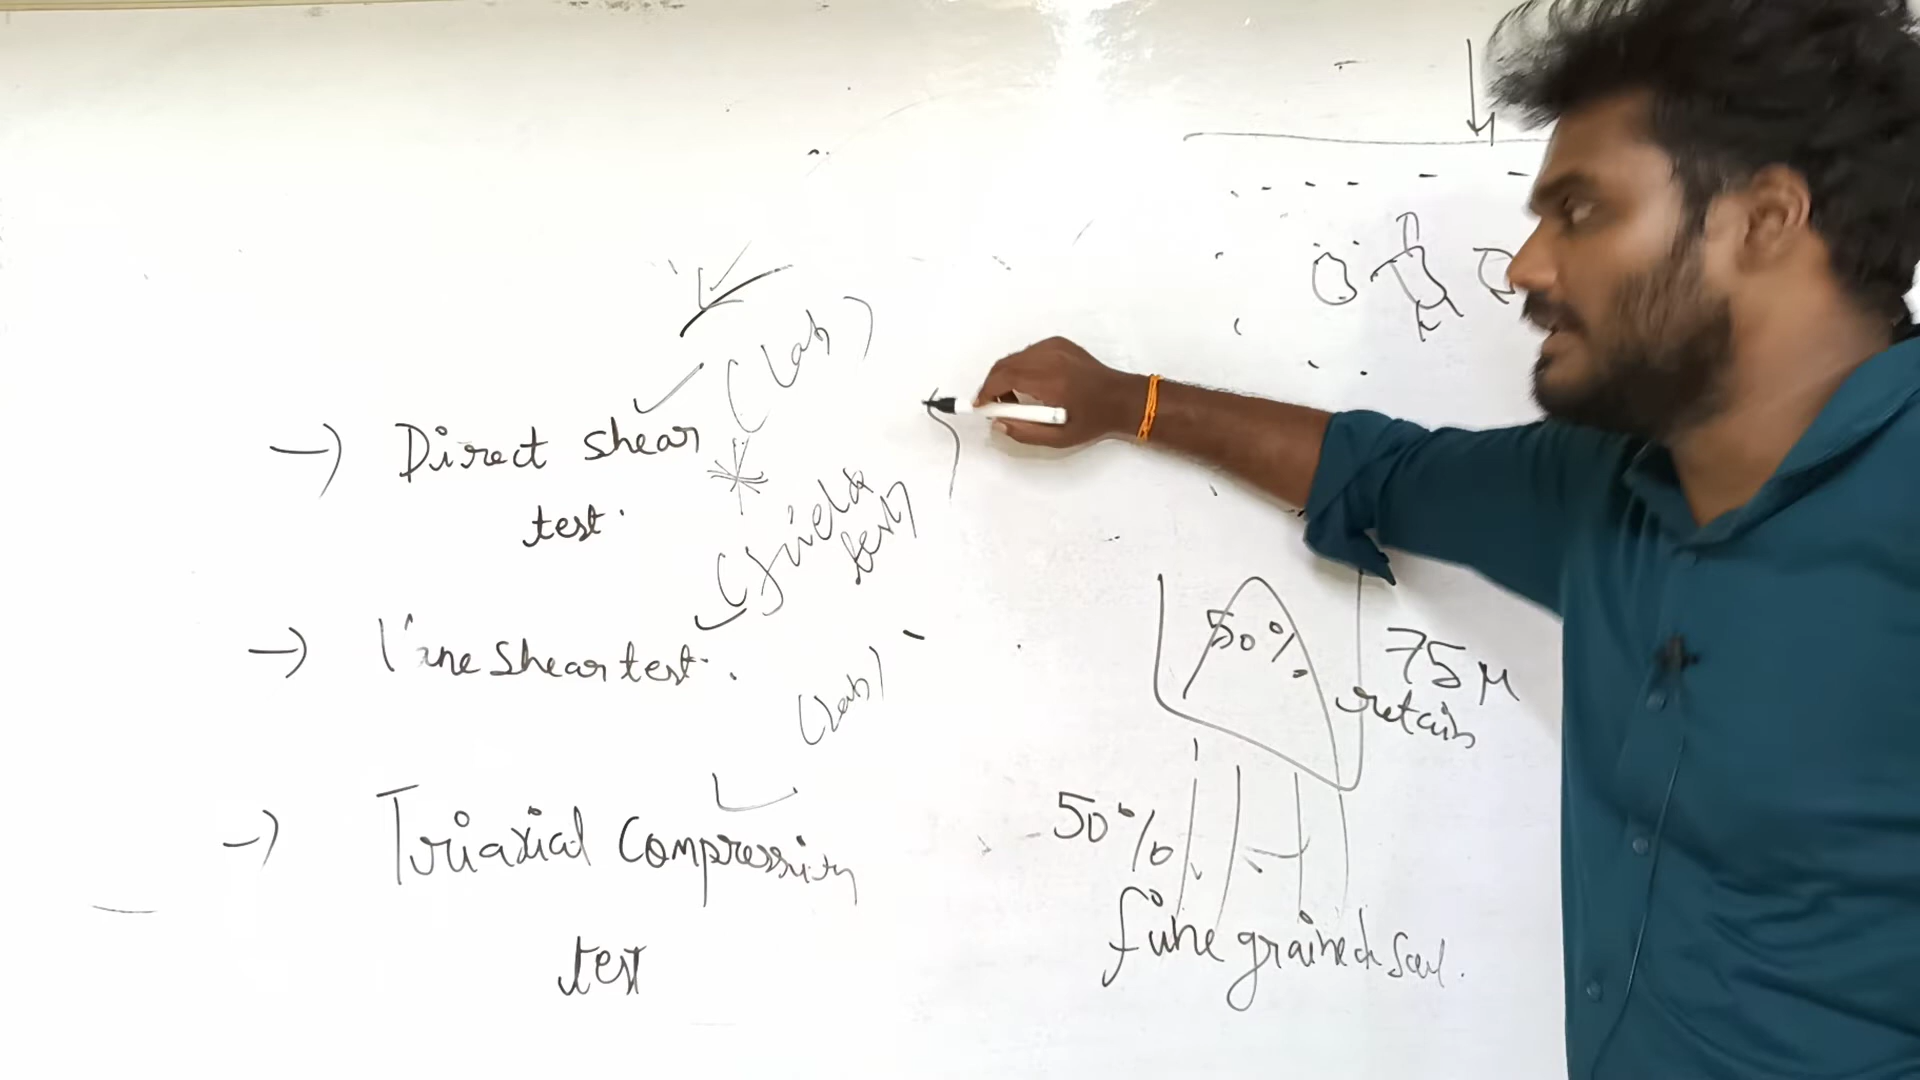 → Direct shear (Lab)
test.
(field
test)
→ Vane shear test.
(Lab)
→ Triaxial Compression
test
50%
75 μ
retain
50%
fine grained soil.